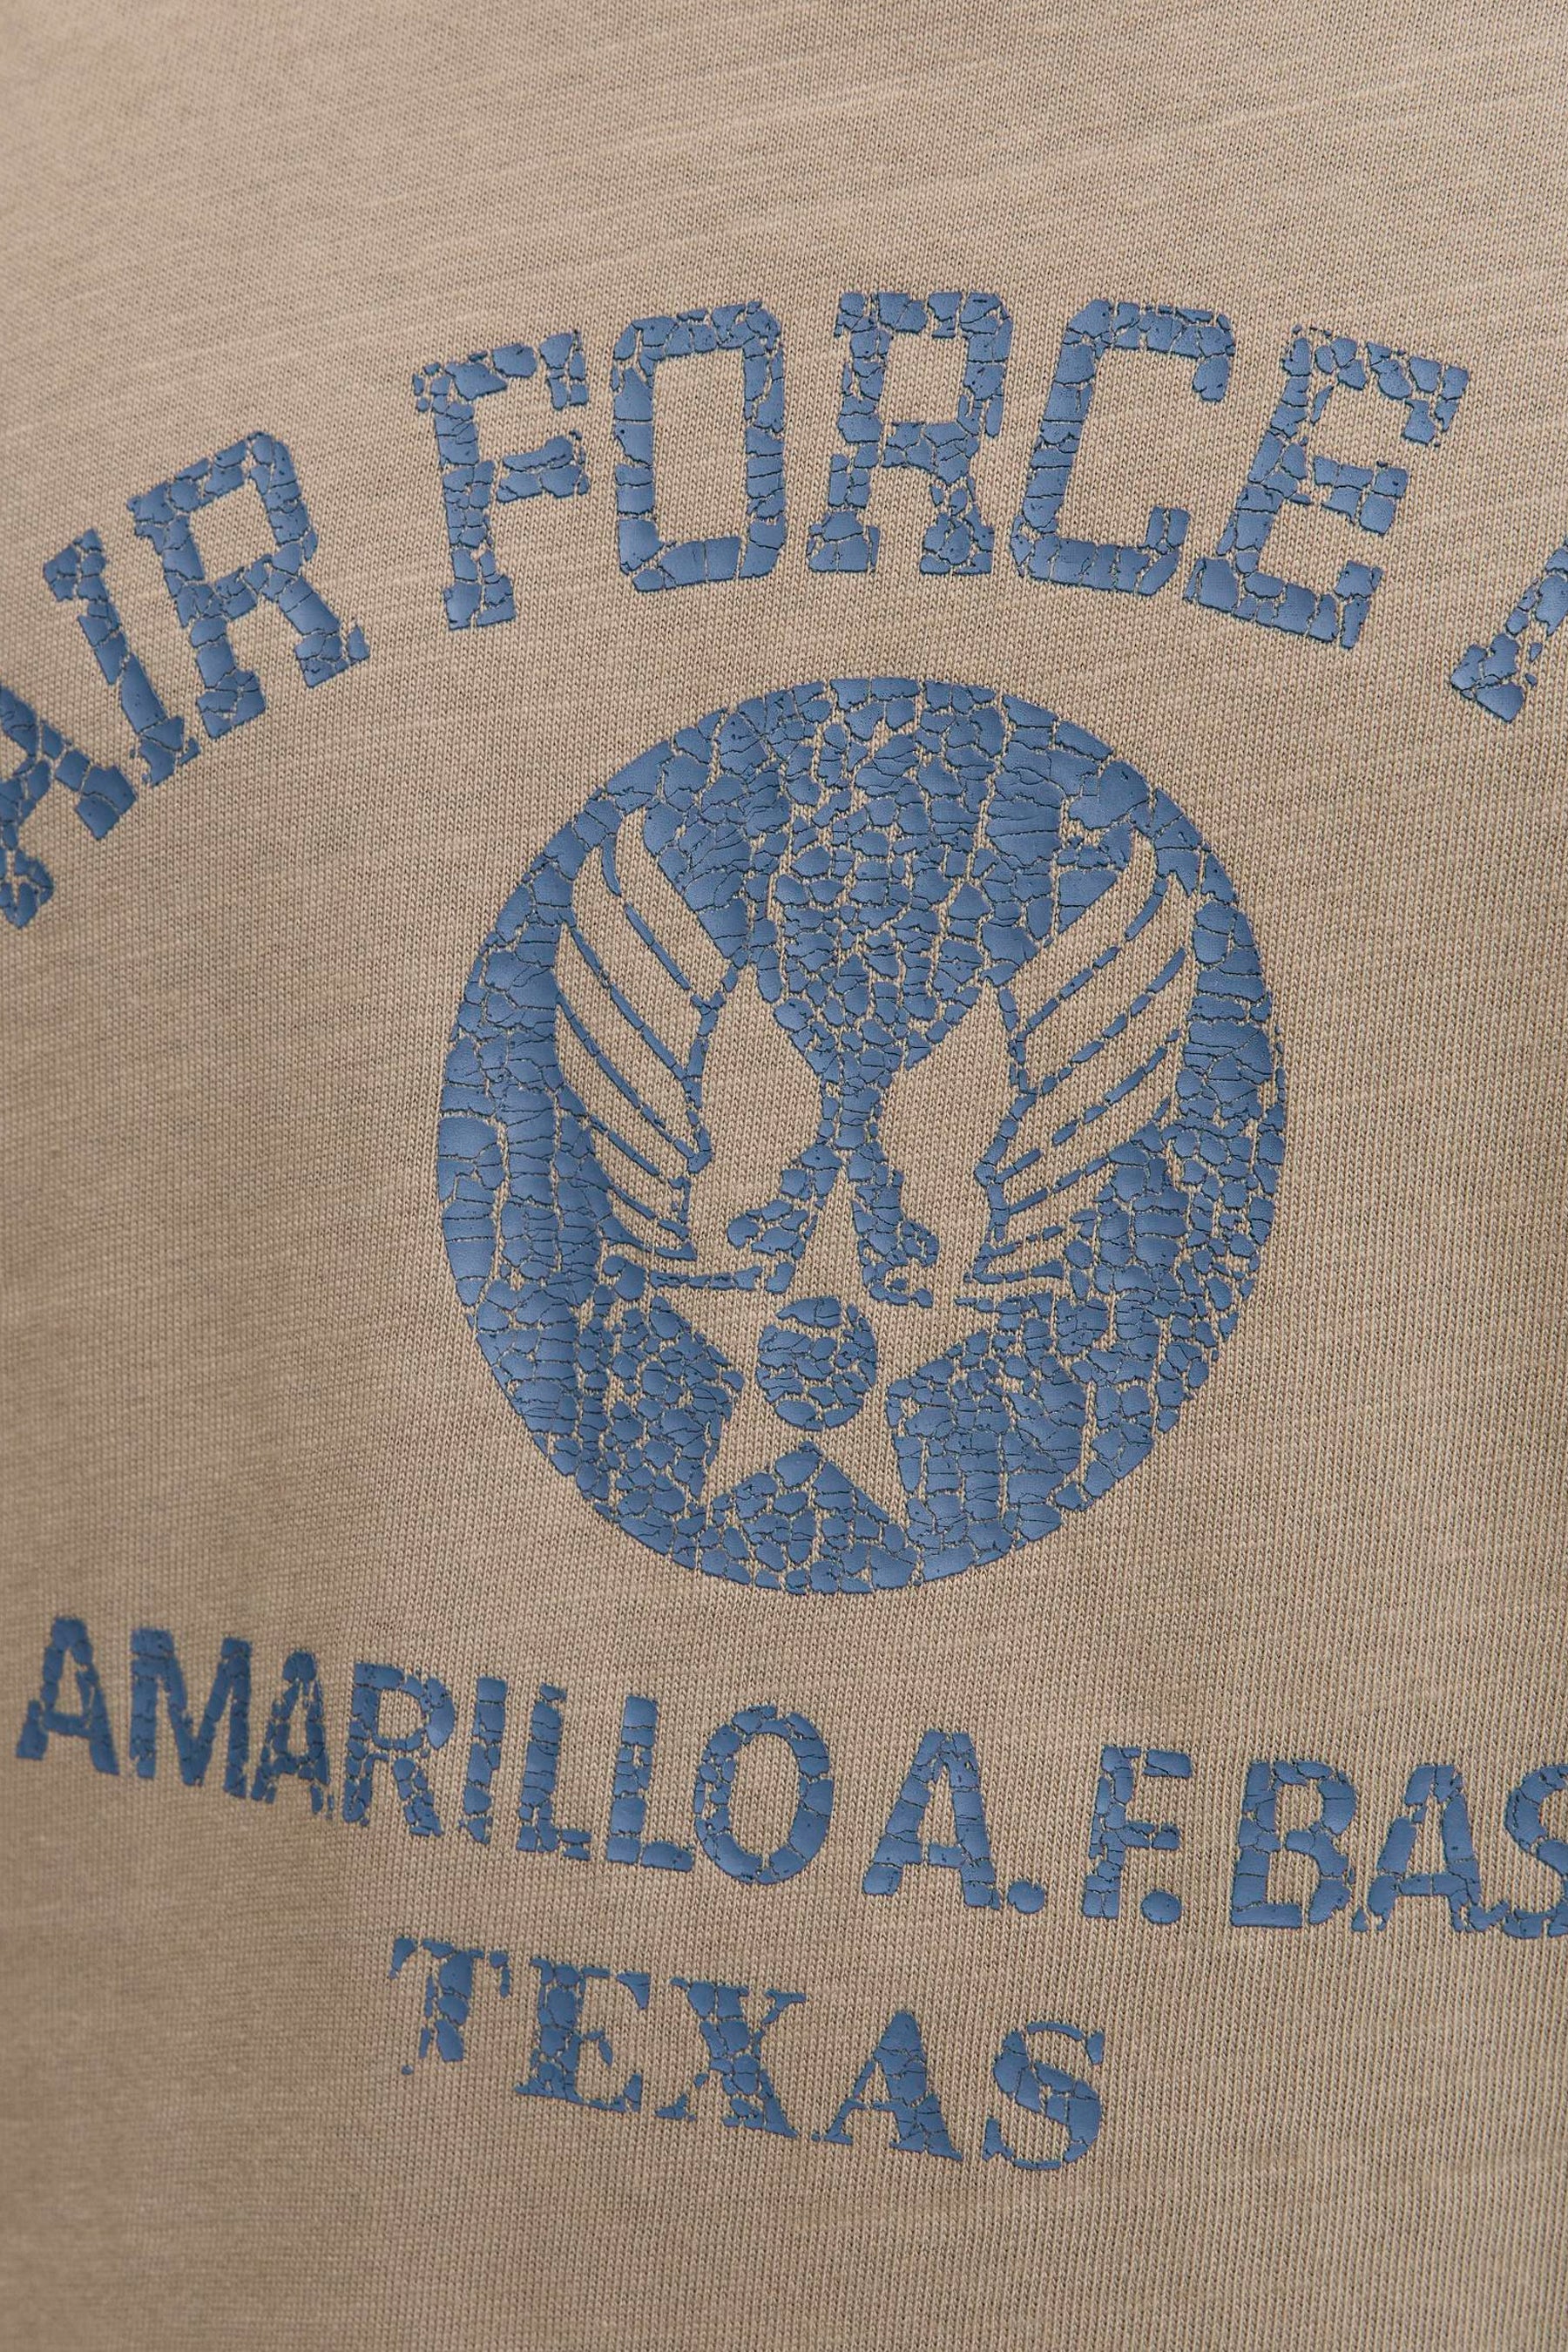 AIR FORCE A
AMARILLO A. F. BAS
TEXAS